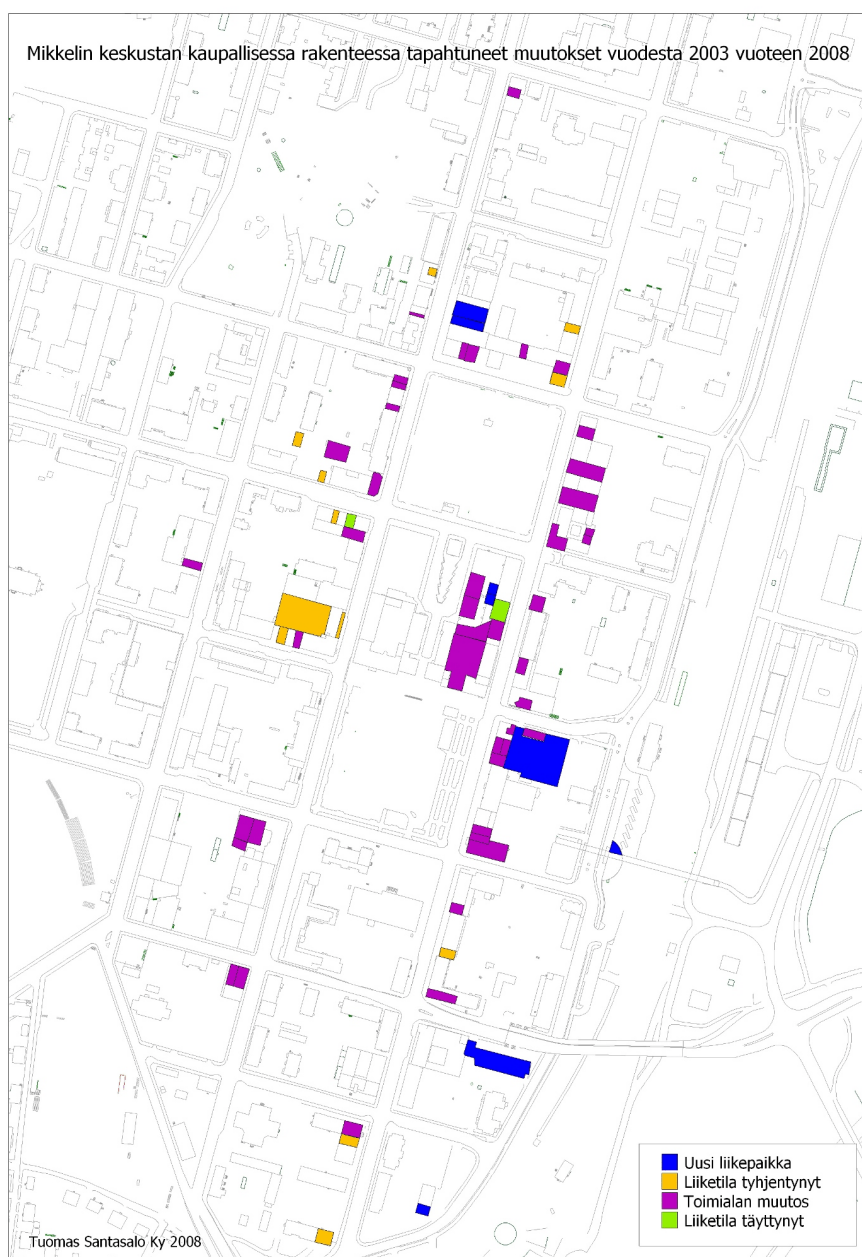 Mikkelin keskustan kaupallisessa rakenteessa tapahtuneet muutokset vuodesta 2003 vuoteen 2008
Uusi liikepaikka
Liiketila tyhjentynyt
Toimialan muutos
Liiketila täyttynyt
Tuomas Santasalo Ky 2008